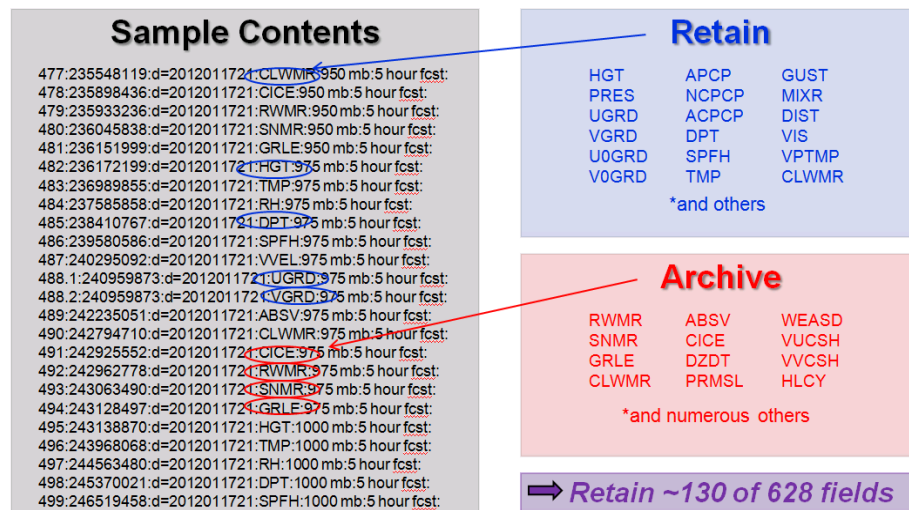 Sample Contents
477:235548119:d=2012011721:CLWMR:950 mb:5 hour fcst:
478:235898436:d=2012011721:CICE:950 mb:5 hour fcst:
479:235933236:d=2012011721:RWMR:950 mb:5 hour fcst:
480:236045838:d=2012011721:SNMR:950 mb:5 hour fcst:
481:236151999:d=2012011721:GRLE:950 mb:5 hour fcst:
482:236172199:d=2012011721:HGT:975 mb:5 hour fcst:
483:236989855:d=2012011721:TMP:975 mb:5 hour fcst:
484:237585858:d=2012011721:RH:975 mb:5 hour fcst:
485:238410767:d=2012011721:DPT:975 mb:5 hour fcst:
486:239580586:d=2012011721:SPFH:975 mb:5 hour fcst:
487:240295092:d=2012011721:VVEL:975 mb:5 hour fcst:
488.1:240959873:d=2012011721:UGRD:975 mb:5 hour fcst:
488.2:240959873:d=2012011721:VGRD:975 mb:5 hour fcst:
489:242235051:d=2012011721:ABSV:975 mb:5 hour fcst:
490:242794710:d=2012011721:CLWMR:975 mb:5 hour fcst:
491:242925552:d=2012011721:CICE:975 mb:5 hour fcst:
492:242962778:d=2012011721:RWMR:975 mb:5 hour fcst:
493:243063490:d=2012011721:SNMR:975 mb:5 hour fcst:
494:243128497:d=2012011721:GRLE:975 mb:5 hour fcst:
495:243138870:d=2012011721:HGT:1000 mb:5 hour fcst:
496:243968068:d=2012011721:TMP:1000 mb:5 hour fcst:
497:244563480:d=2012011721:RH:1000 mb:5 hour fcst:
498:245370021:d=2012011721:DPT:1000 mb:5 hour fcst:
499:246519458:d=2012011721:SPFH:1000 mb:5 hour fcst:
Retain
HGT APCP GUST
PRES NCPCP MIXR
UGRD ACPCP DIST
VGRD DPT VIS
U0GRD SPFH VPTMP
V0GRD TMP CLWMR
*and others
Archive
RWMR ABSV WEASD
SNMR CICE VUCSH
GRLE DZDT VVCSH
CLWMR PRMSL HLCY
*and numerous others
Retain ~130 of 628 fields